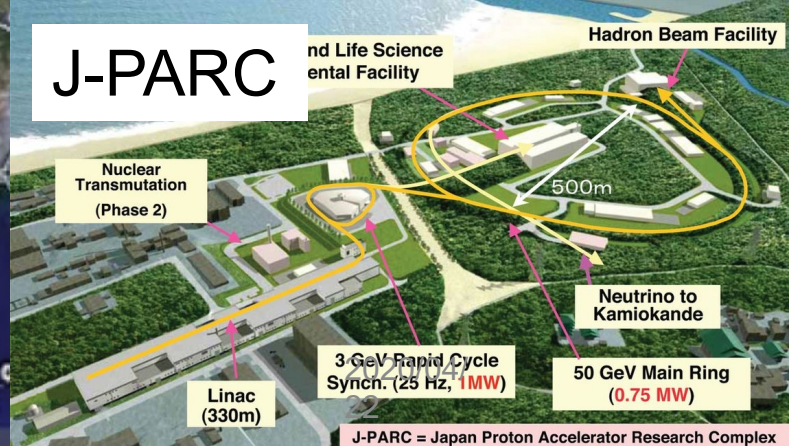 J-PARC
nd Life Science
ental Facility
Hadron Beam Facility
Nuclear
Transmutation
(Phase 2)
500m
Neutrino to
Kamiokande
3 GeV Rapid Cycle
Synch. (25 Hz, 1MW)
2020/04/
22
50 GeV Main Ring
(0.75 MW)
Linac
(330m)
J-PARC = Japan Proton Accelerator Research Complex